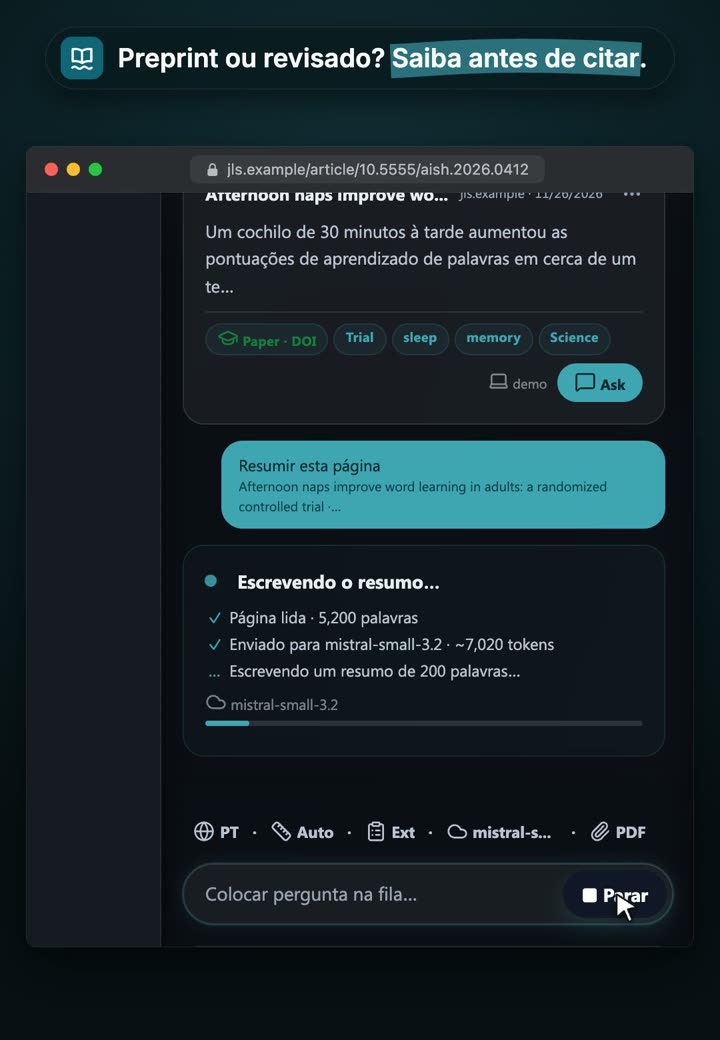 Preprint ou revisado? Saiba antes de citar.
jls.example/article/10.5555/aish.2026.0412
Afternoon naps improve wo... jls.example · 11/26/2026 ...
Um cochilo de 30 minutos à tarde aumentou as
pontuações de aprendizado de palavras em cerca de um
te...
Paper · DOI Trial sleep memory Science
demo Ask
Resumir esta página
Afternoon naps improve word learning in adults: a randomized
controlled trial ·...
Escrevendo o resumo...
✓ Página lida · 5,200 palavras
✓ Enviado para mistral-small-3.2 · ~7,020 tokens
... Escrevendo um resumo de 200 palavras...
mistral-small-3.2
PT · Auto · Ext · mistral-s... · PDF
Colocar pergunta na fila... Parar